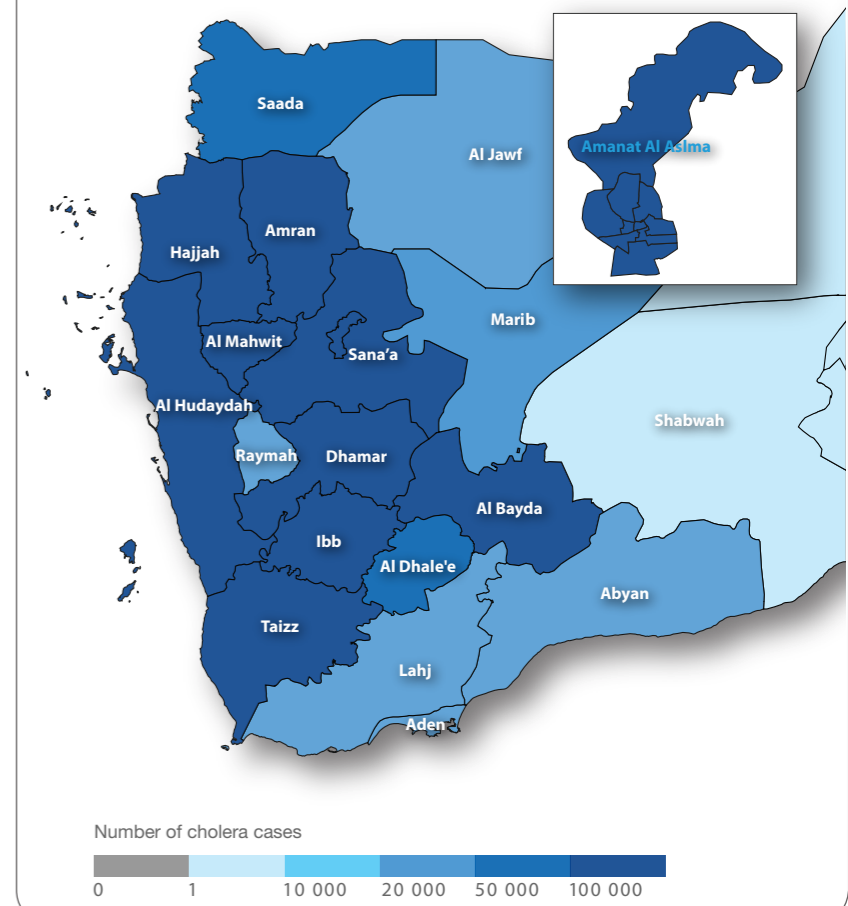 Saada
Al Jawf
Amanat Al Aslma
Amran
Hajjah
Marib
Al Mahwit
Sana’a
Al Hudaydah
Shabwah
Raymah
Dhamar
Al Bayda
Ibb
Al Dhale'e
Abyan
Taizz
Lahj
Aden
Number of cholera cases
0 1 10 000 20 000 50 000 100 000